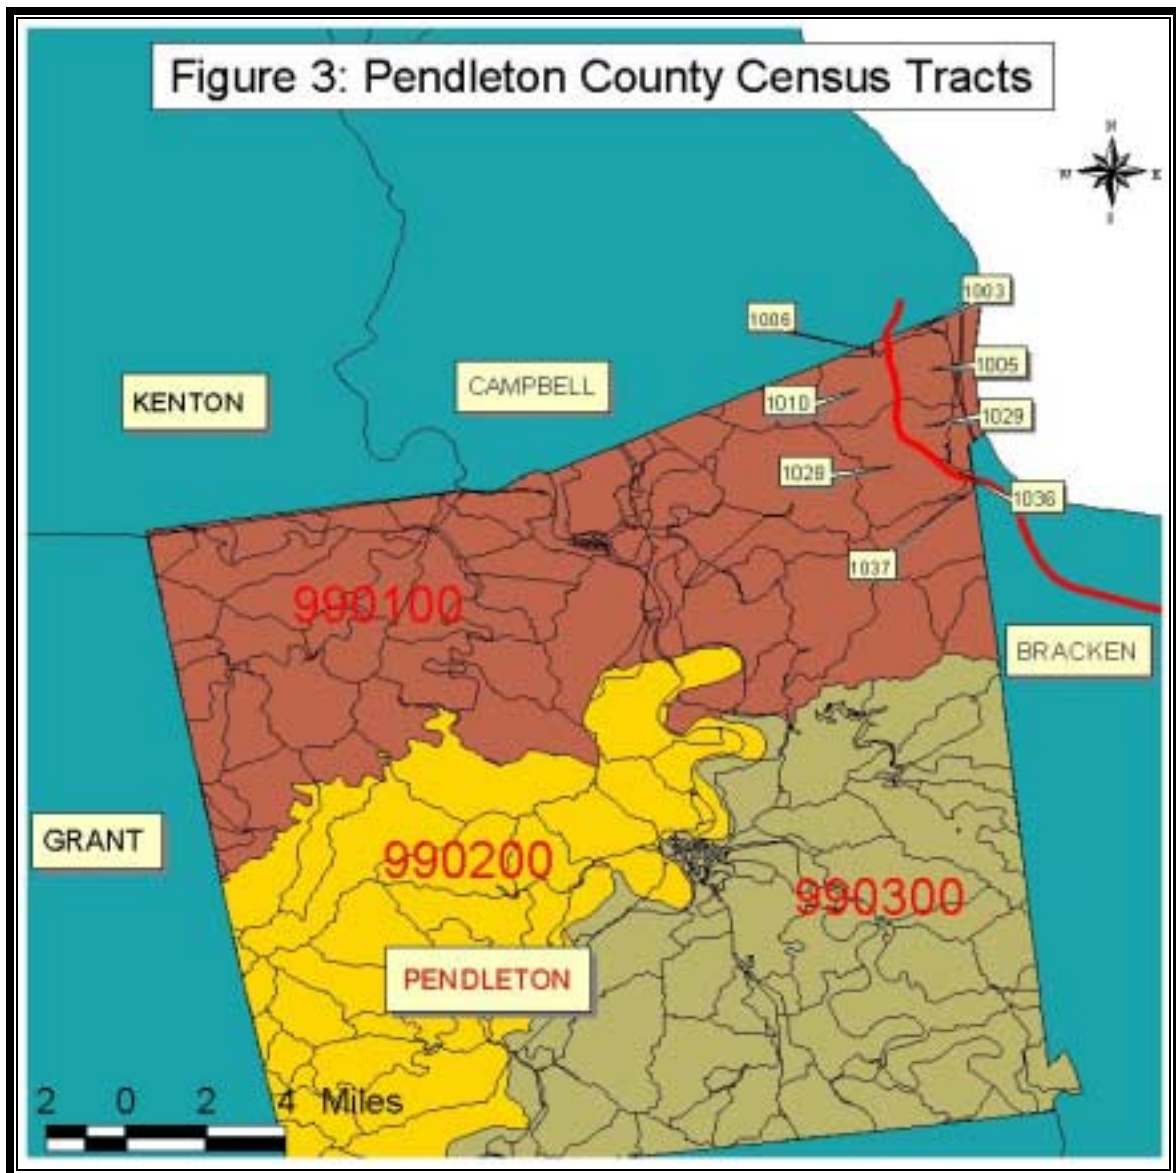 Figure 3: Pendleton County Census Tracts
N
W E
S
1003
1006
1005
KENTON
CAMPBELL
1010
1029
1028
1036
1037
990100
BRACKEN
GRANT
990200
990300
PENDLETON
2 0 2 4 Miles